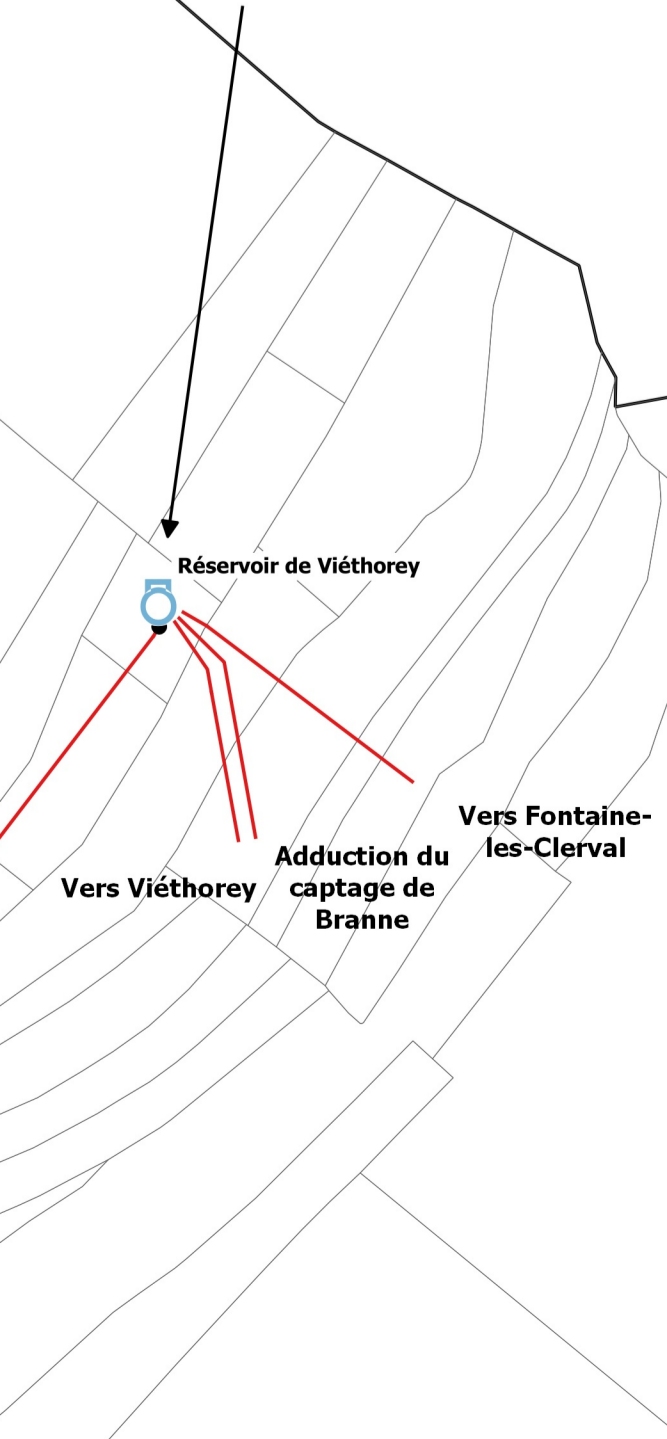 Réservoir de Viéthorey
Vers Fontaine-
les-Clerval
Adduction du
captage de
Branne
Vers Viéthorey